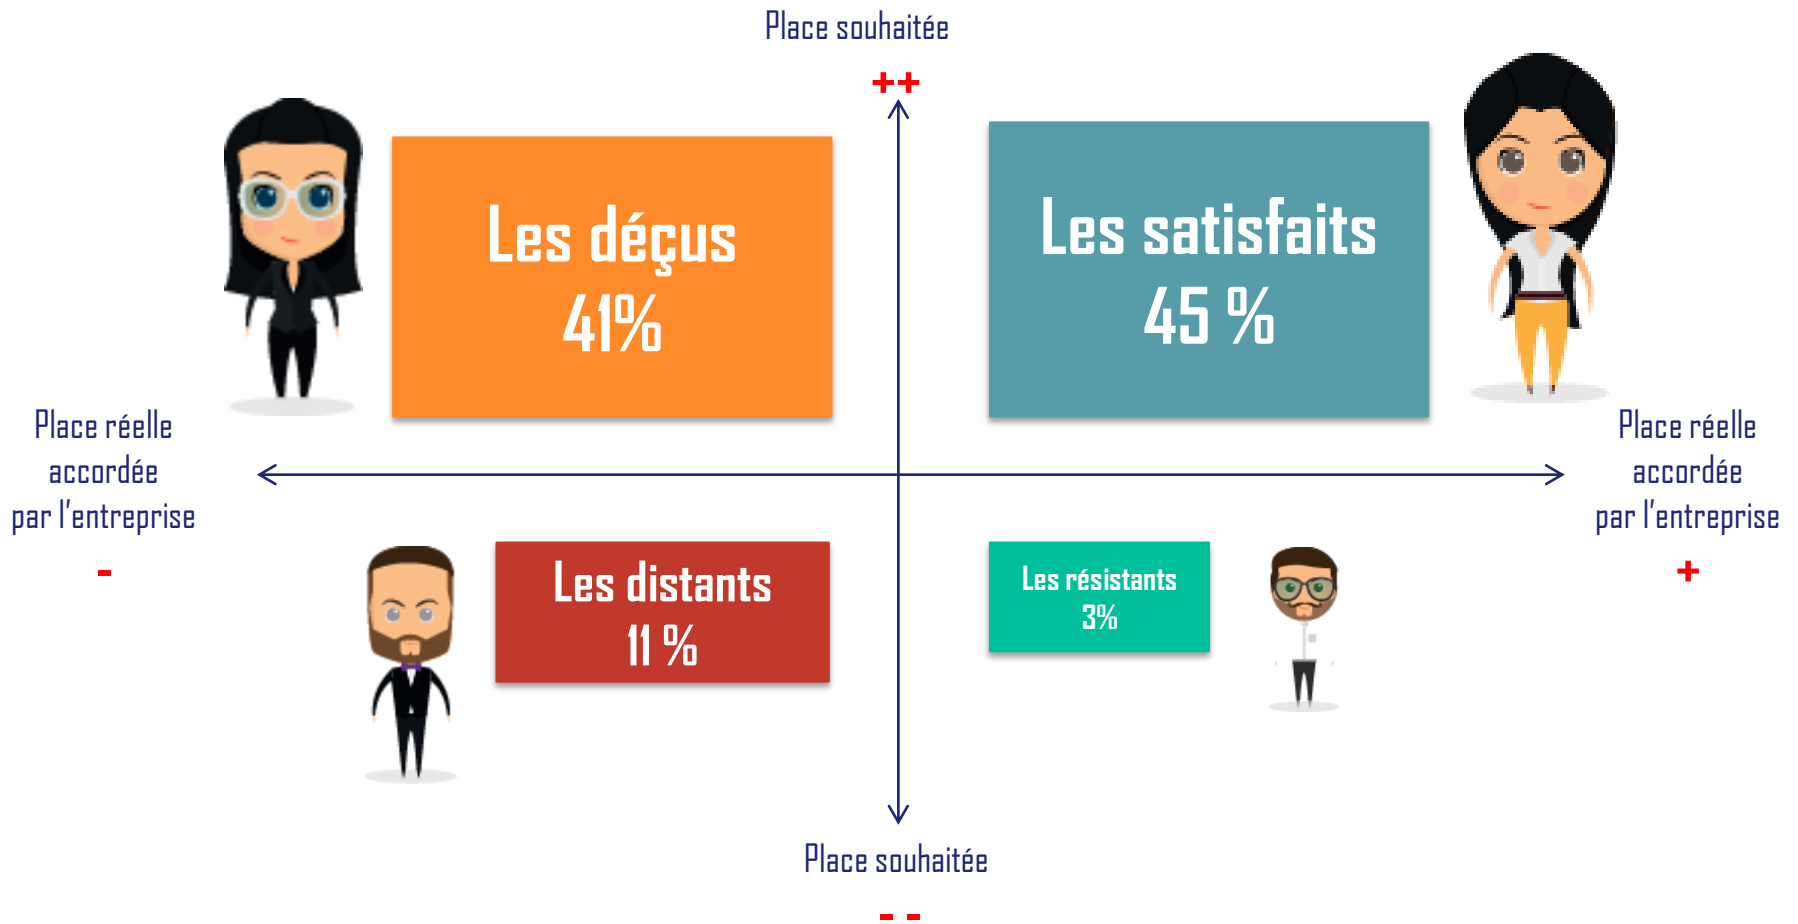 Place souhaitée
++
Les déçus
41%
Les satisfaits
45 %
Place réelle
accordée
par l'entreprise
-
Place réelle
accordée
par l'entreprise
+
Les distants
11 %
Les résistants
3%
Place souhaitée
--